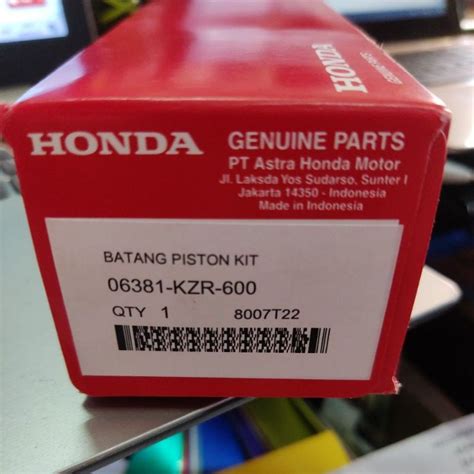 HONDA
HONDA
GENUINE PARTS
PT Astra Honda Motor
Jl. Laksda Yos Sudarso, Sunter I
Jakarta 14350 - Indonesia
Made in Indonesia
BATANG PISTON KIT
06381-KZR-600
QTY 1 8007T22